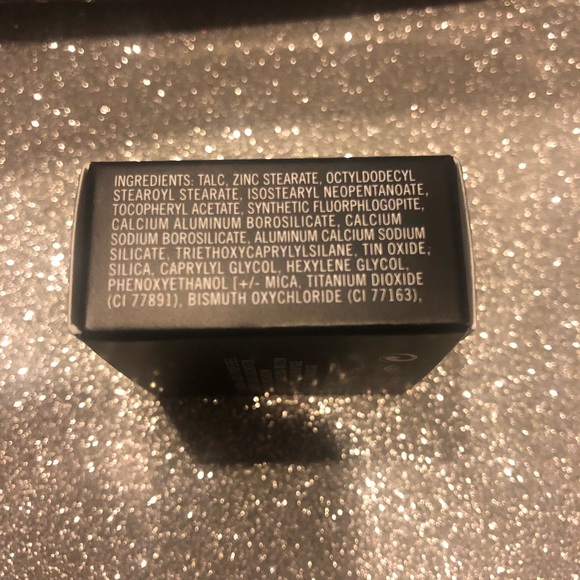 INGREDIENTS: TALC, ZINC STEARATE, OCTYLDODECYL
STEAROYL STEARATE, ISOSTEARYL NEOPENTANOATE,
TOCOPHERYL ACETATE, SYNTHETIC FLUORPHLOGOPITE,
CALCIUM ALUMINUM BOROSILICATE, CALCIUM
SODIUM BOROSILICATE, ALUMINUM CALCIUM SODIUM
SILICATE, TRIETHOXYCAPRYLYLSILANE, TIN OXIDE,
SILICA, CAPRYLYL GLYCOL, HEXYLENE GLYCOL,
PHENOXYETHANOL [+/- MICA, TITANIUM DIOXIDE
(CI 77891), BISMUTH OXYCHLORIDE (CI 77163),